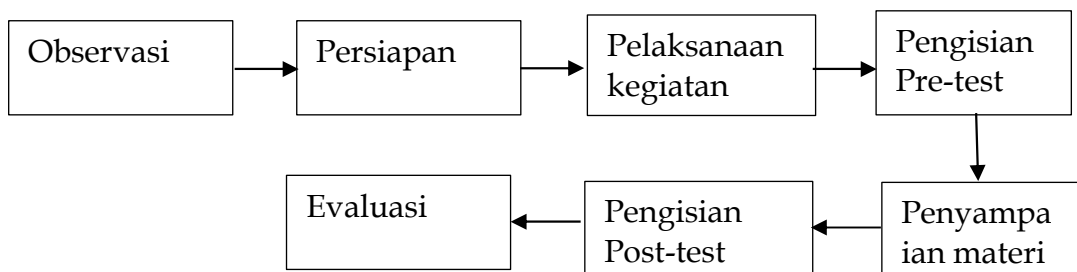 Observasi
Persiapan
Pelaksanaan
kegiatan
Pengisian
Pre-test
Penyampa
ian materi
Pengisian
Post-test
Evaluasi